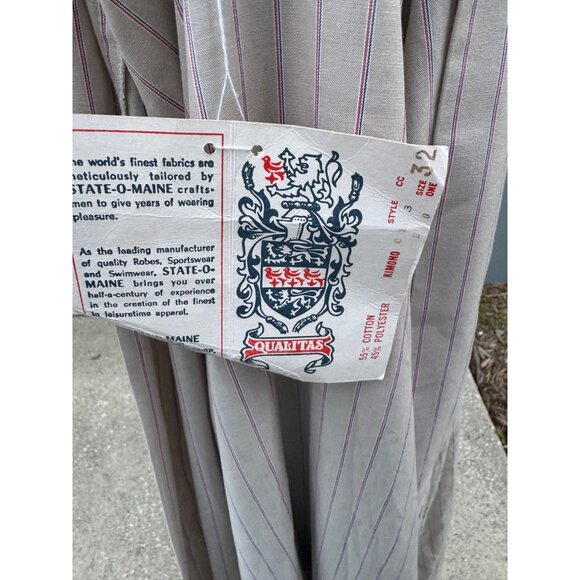 he world's finest fabrics are
meticulously tailored by
STATE-O-MAINE crafts-
men to give years of wearing
pleasure.
As the leading manufacturer
of quality Robes, Sportswear
and Swimwear, STATE-O-
MAINE brings you over
half-a-century of experience
in the creation of the finest
in leisuretime apparel.
MAINE
QUALITAS
KIMONO
STYLE 3
CC
SIZE 32
ONE
55% COTTON
45% POLYESTER